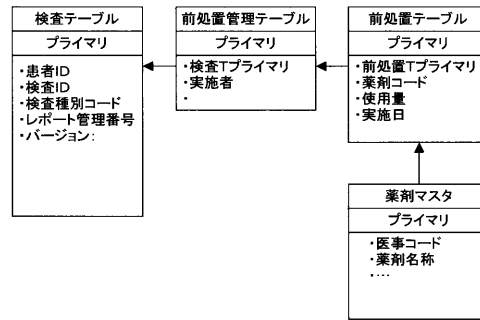 検査テーブル
プライマリ
・患者ID
・検査ID
・検査種別コード
・レポート管理番号
・バージョン:
前処置管理テーブル
プライマリ
・検査Tプライマリ
・実施者
・
前処置テーブル
プライマリ
・前処置Tプライマリ
・薬剤コード
・使用量
・実施日
薬剤マスタ
プライマリ
・医事コード
・薬剤名称
・…